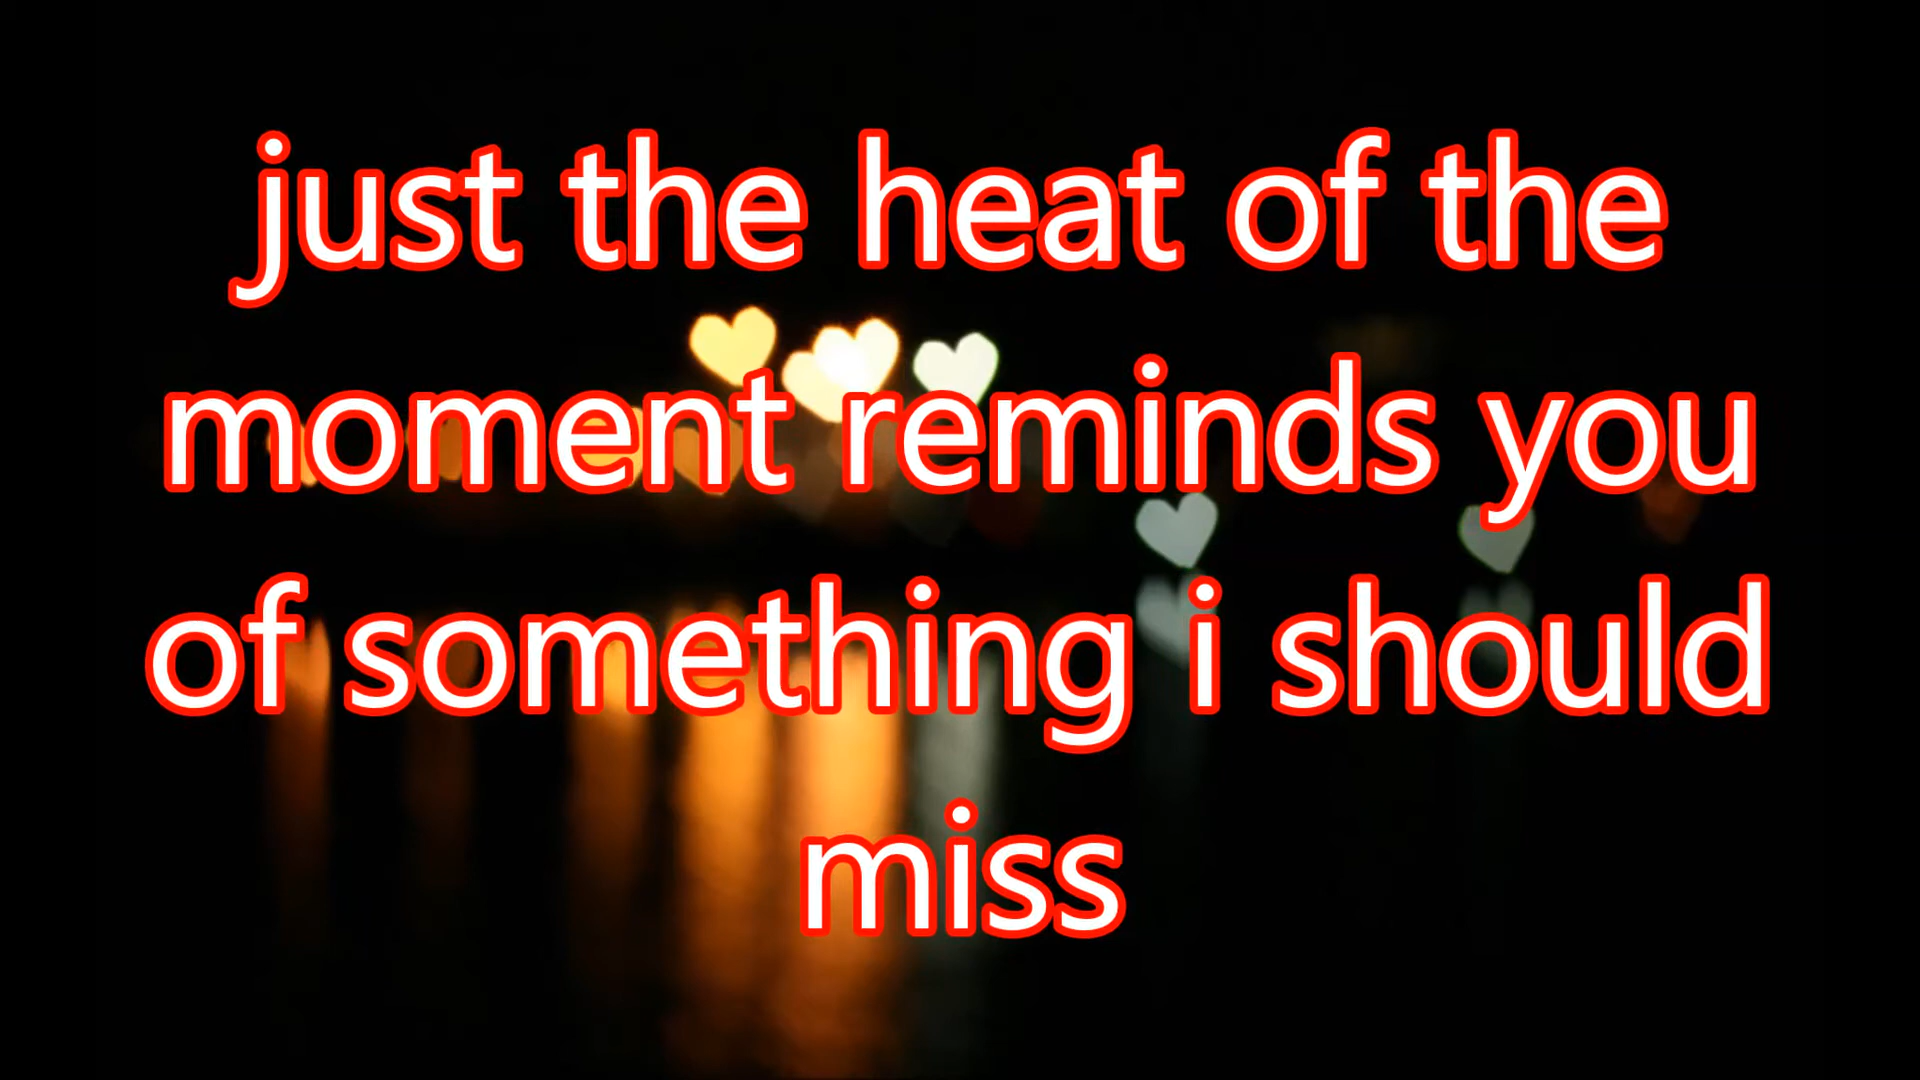 just the heat of the
moment reminds you
of something i should
miss